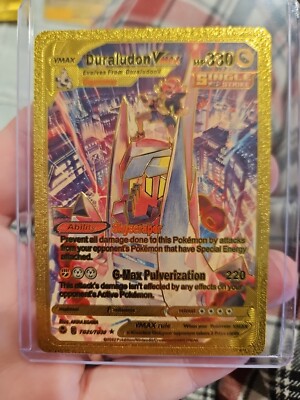 VMAX
Duraludon VMAX 330
Evolves From Duraludon V
SINGLE
STRIKE
Ability Skyscraper
Prevent all damage done to this Pokémon by attacks
from your opponent's Pokémon that have Special Energy
attached.
G-Max Pulverization 220
This attack's damage isn't affected by any effects on your
opponent's Active Pokémon.
VMAX rule